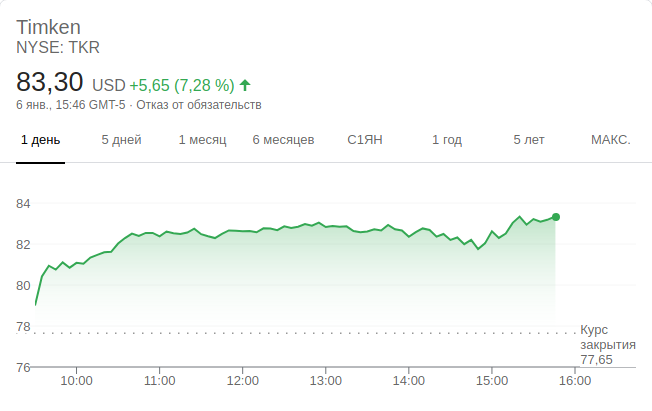 Timken
NYSE: TKR
83,30 USD +5,65 (7,28 %)
6 янв., 15:46 GMT-5 · Отказ от обязательств
1 день 5 дней 1 месяц 6 месяцев С1ЯН 1 год 5 лет МАКС.
84
82
80
78
Курс
закрытия
77,65
76
10:00 11:00 12:00 13:00 14:00 15:00 16:00